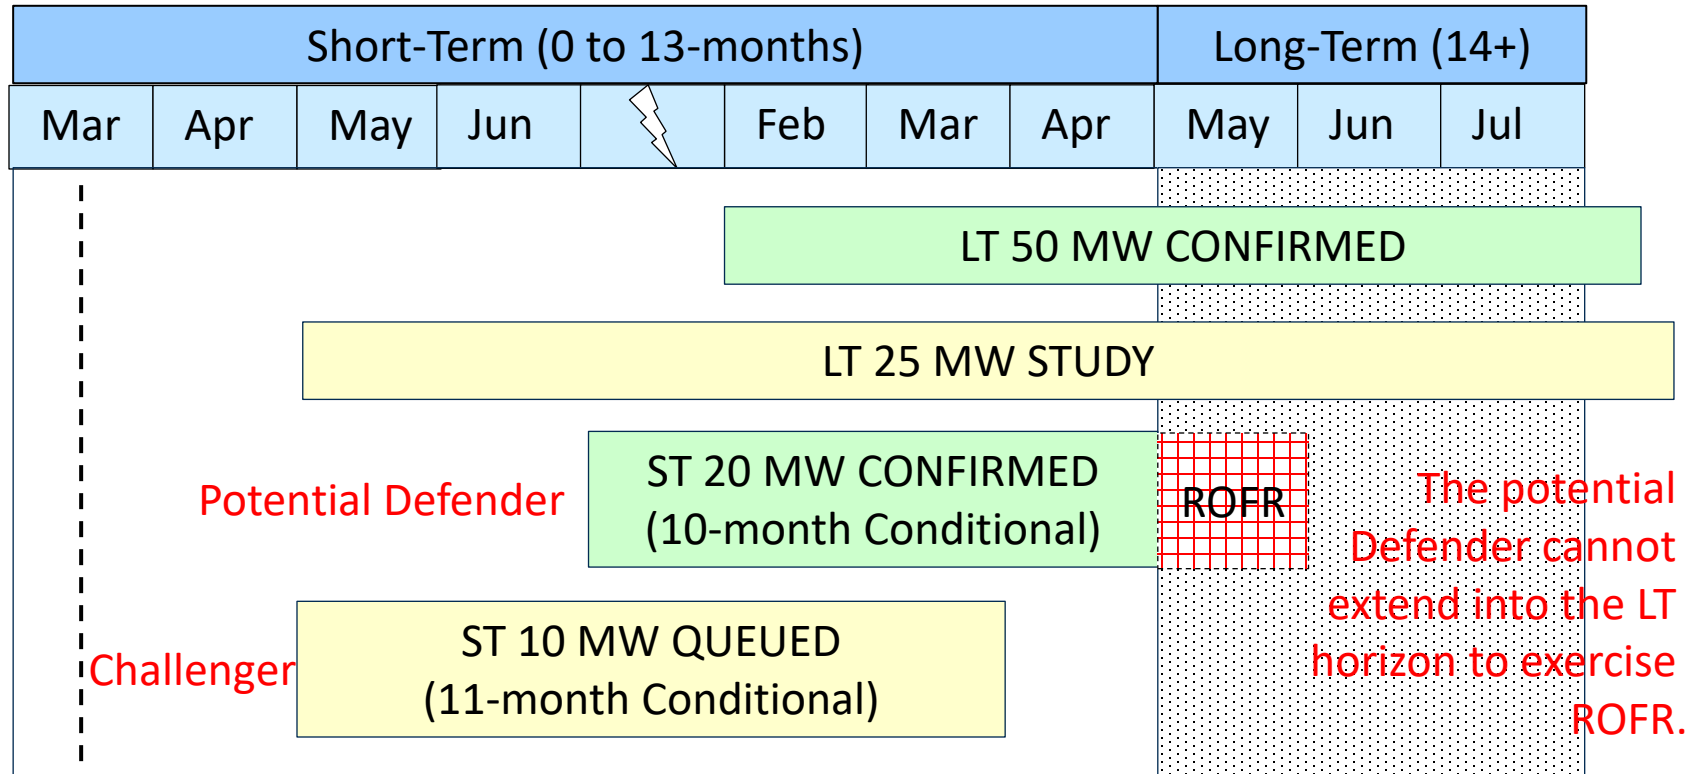 Short-Term (0 to 13-months)
Long-Term (14+)
Mar
Apr
May
Jun
Feb
Mar
Apr
May
Jun
Jul
LT 50 MW CONFIRMED
LT 25 MW STUDY
Potential Defender
ST 20 MW CONFIRMED
(10-month Conditional)
ROFR
The potential
Defender cannot
extend into the LT
horizon to exercise
ROFR.
Challenger
ST 10 MW QUEUED
(11-month Conditional)